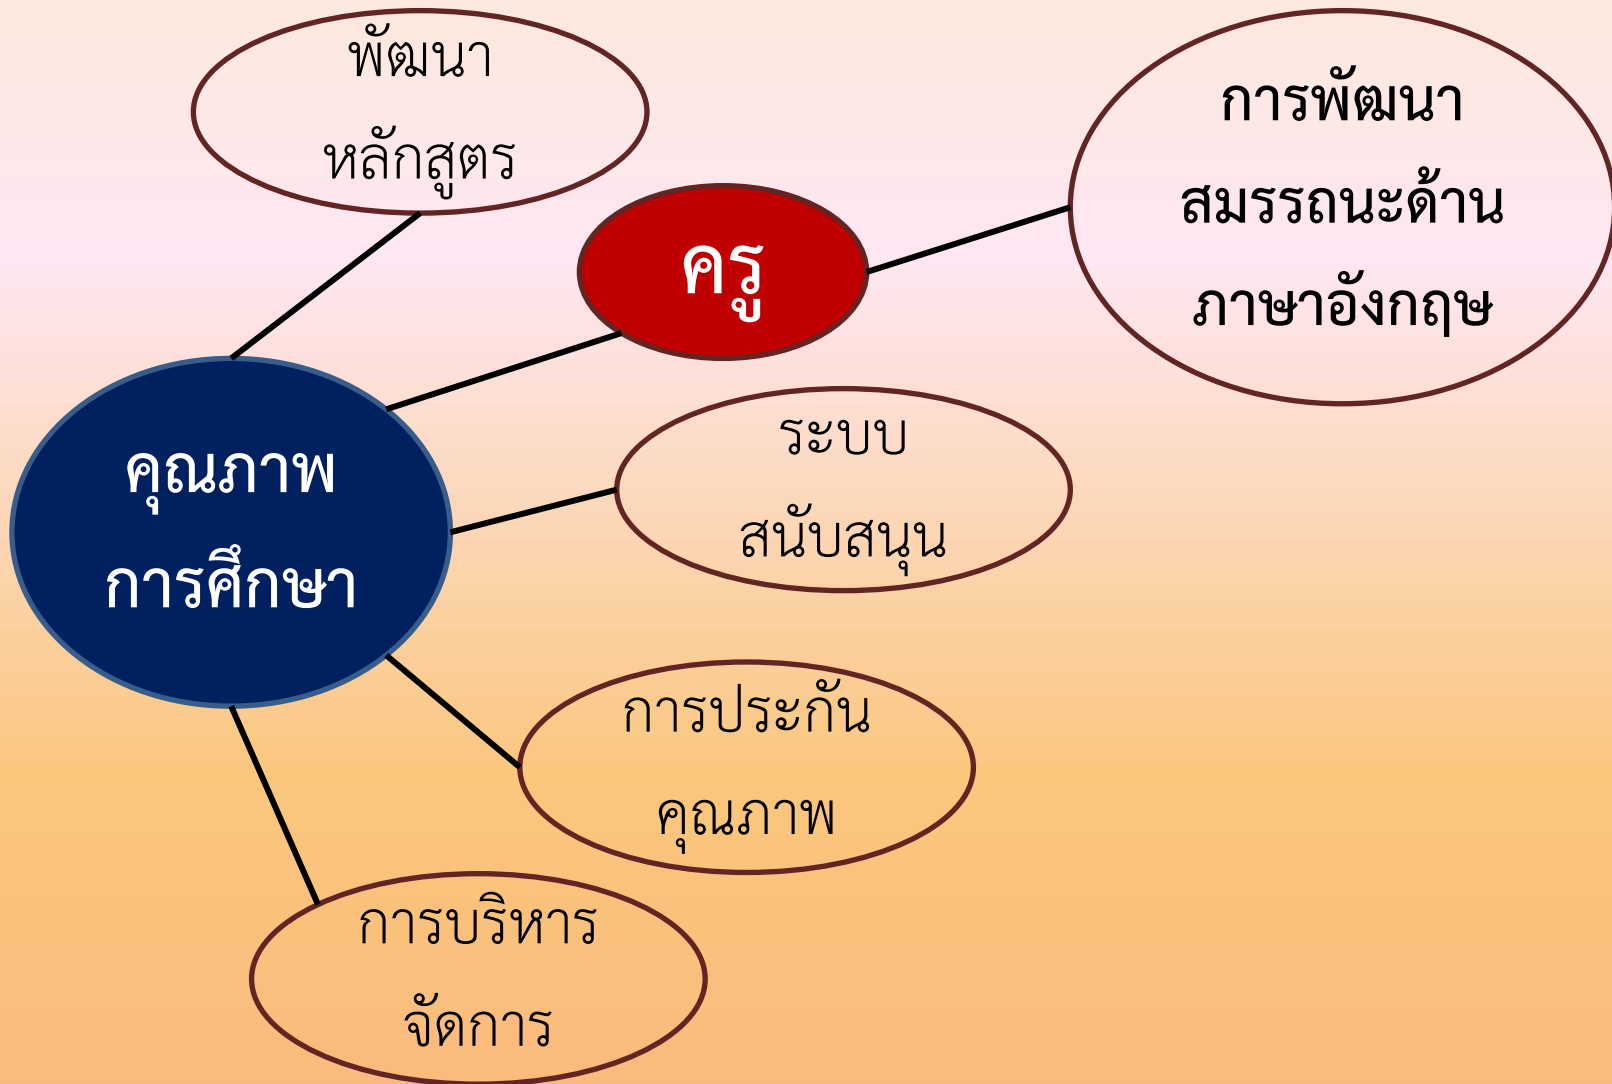 พัฒนา
หลักสูตร
ครู
การพัฒนา
สมรรถนะด้าน
ภาษาอังกฤษ
คุณภาพ
การศึกษา
ระบบ
สนับสนุน
การประกัน
คุณภาพ
การบริหาร
จัดการ